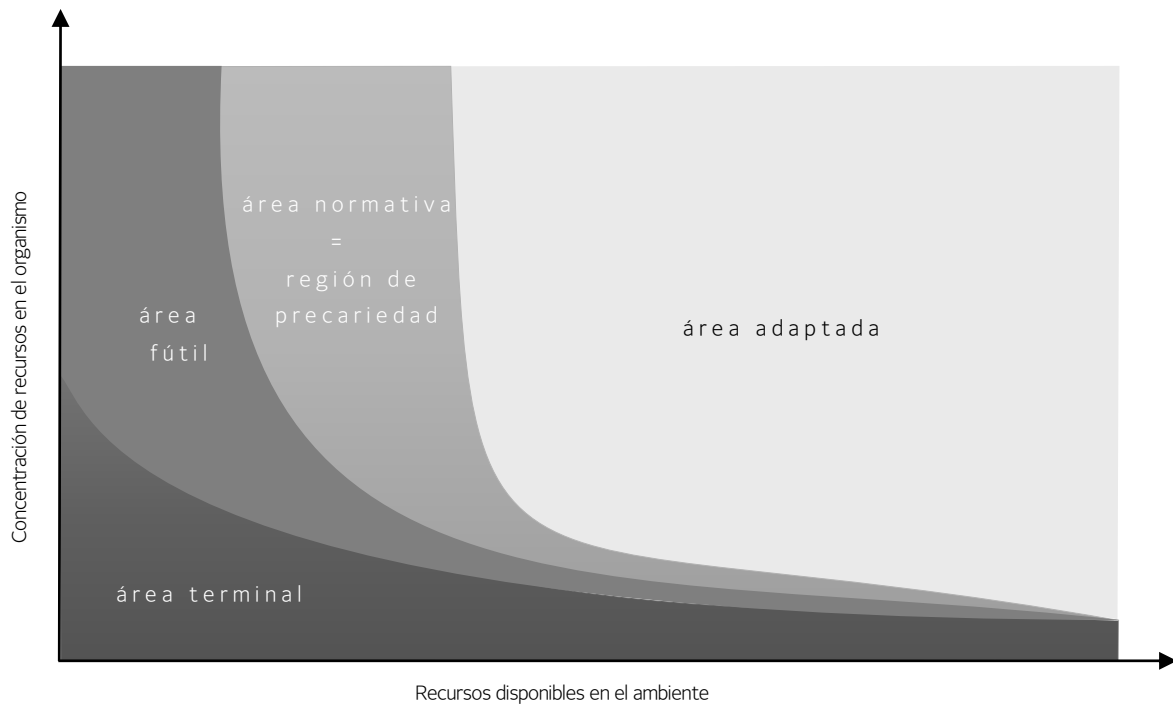 Concentración de recursos en el organismo
área normativa
=
región de
precariedad
área
fútil
área adaptada
área terminal
Recursos disponibles en el ambiente